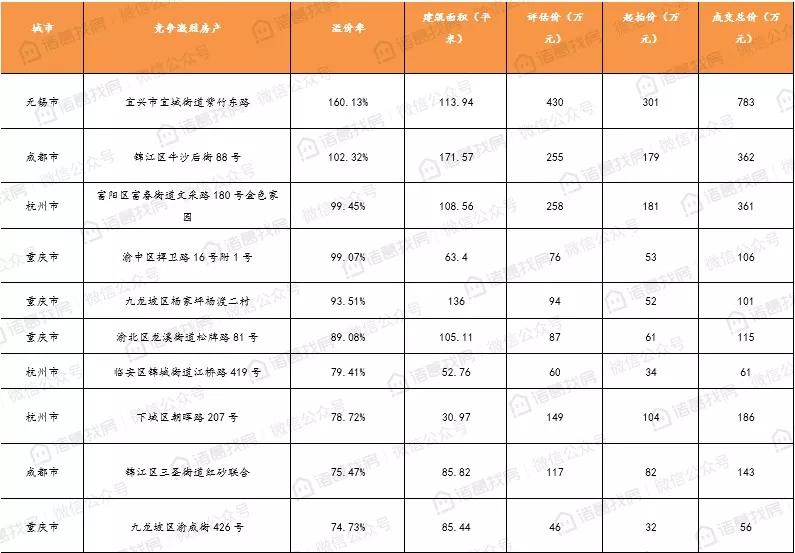 城市 竞争激烈房产 溢价率 建筑面积（平 评估价（万 起拍价（万 成交总价（万
米） 元） 元） 元）
无锡市 宜兴市宜城街道紫竹东路 160.13% 113.94 430 301 783
成都市 锦江区牛沙后街 88 号 102.32% 171.57 255 179 362
杭州市 富阳区富春街道文采路 180 号金色家 99.45% 108.56 258 181 361
园
重庆市 渝中区捍卫路 16 号附 1 号 99.07% 63.4 76 53 106
重庆市 九龙坡区杨家坪杨渡二村 93.51% 136 94 52 101
重庆市 渝北区龙溪街道松牌路 81 号 89.08% 105.11 87 61 115
杭州市 临安区锦城街道江桥路 419 号 79.41% 52.76 60 34 61
杭州市 下城区朝晖路 207 号 78.72% 30.97 149 104 186
成都市 锦江区三圣街道红砂联合 75.47% 85.82 117 82 143
重庆市 九龙坡区渝威街 426 号 74.73% 85.44 46 32 56
诸葛找房｜微信公众号